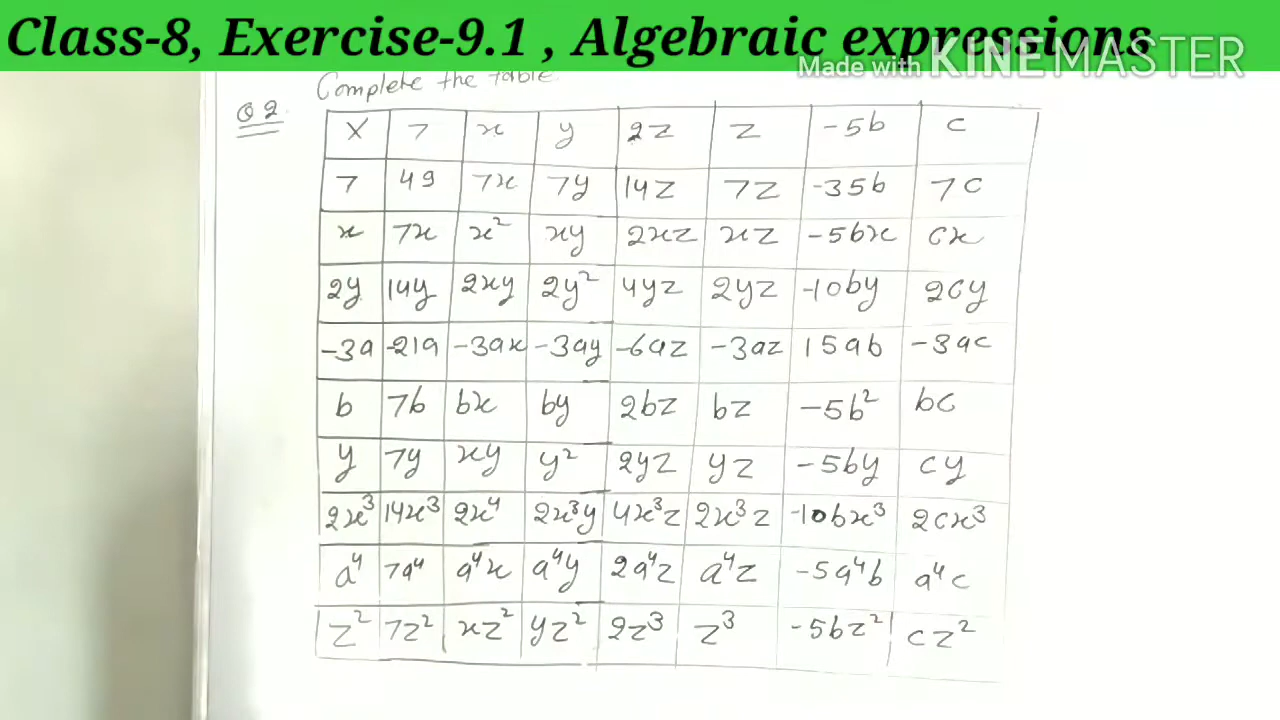 Class-8, Exercise-9.1 , Algebraic expressions
Made with KINEMASTER
Complete the table.
Q2
X 7 x y 2z z -5b c
7 49 7x 7y 14z 7z -35b 7c
x 7x x² xy 2xz xz -5bx cx
2y 14y 2xy 2y² 4yz 2yz -10by 2cy
-3a -21a -3ax -3ay -6az -3az 15ab -3ac
b 7b bx by 2bz bz -5b² bc
y 7y xy y² 2yz yz -5by cy
2x³ 14x³ 2x⁴ 2x³y 4x³z 2x³z -10bx³ 2cx³
a⁴ 7a⁴ a⁴x a⁴y 2a⁴z a⁴z -5a⁴b a⁴c
z² 7z² xz² yz² 2z³ z³ -5bz² cz²